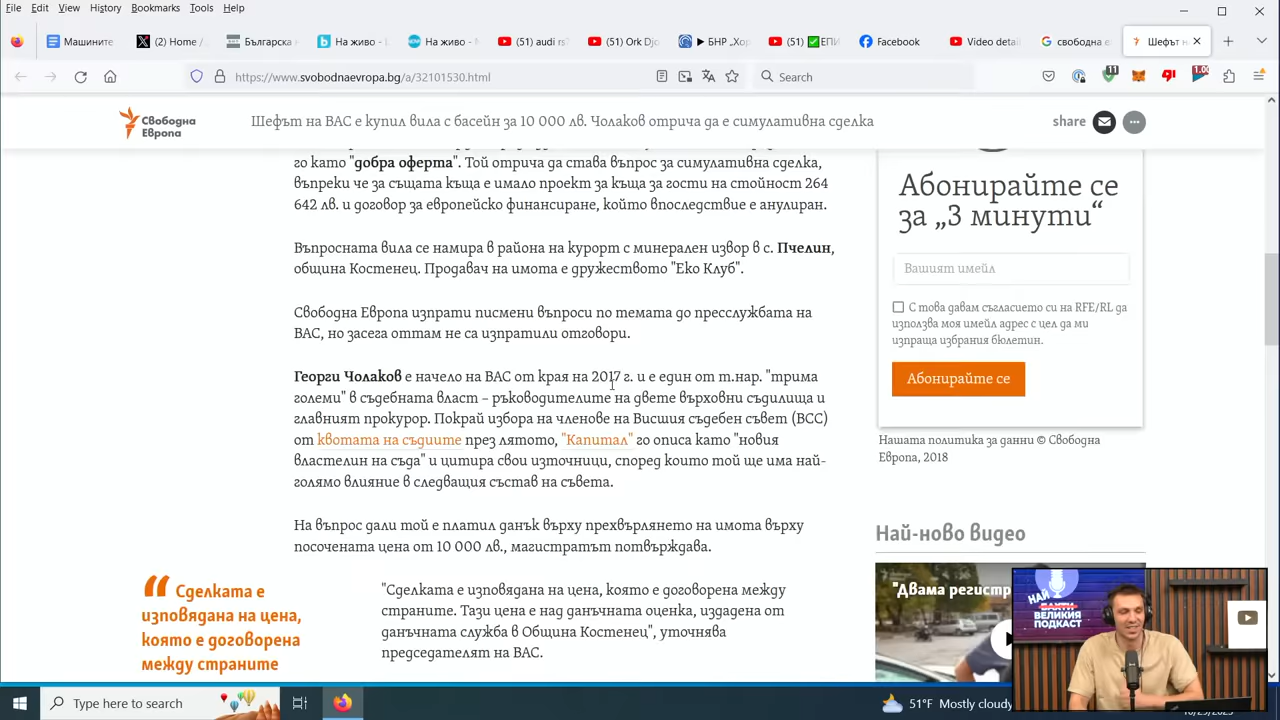 File Edit View History Bookmarks Tools Help
Машините
(2) Home /
Българска
На живо -
На живо -
(51) audi rs7
(51) Ork Djo
БНР „Хор
(51) ✅ЕПИ
Facebook
Video detai
свободна е
Шефът н
https://www.svobodnaevropa.bg/a/32101530.html
Search
11
1.00
Свободна
Европа
Шефът на ВАС е купил вила с басейн за 10 000 лв. Чолаков отрича да е симулативна сделка
share
го като "добра оферта". Той отрича да става въпрос за симулативна сделка,
въпреки че за същата къща е имало проект за къща за гости на стойност 264
642 лв. и договор за европейско финансиране, който впоследствие е анулиран.
Въпросната вила се намира в района на курорт с минерален извор в с. Пчелин,
община Костенец. Продавач на имота е дружеството "Еко Клуб".
Свободна Европа изпрати писмени въпроси по темата до пресслужбата на
ВАС, но засега оттам не са изпратили отговори.
Георги Чолаков е начело на ВАС от края на 2017 г. и е един от т.нар. "трима
големи" в съдебната власт – ръководителите на двете върховни съдилища и
главният прокурор. Покрай избора на членове на Висшия съдебен съвет (ВСС)
от квотата на съдиите през лятото, "Капитал" го описа като "новия
властелин на съда" и цитира свои източници, според които той ще има най-
голямо влияние в следващия състав на съвета.
На въпрос дали той е платил данък върху прехвърлянето на имота върху
посочената цена от 10 000 лв., магистратът потвърждава.
Сделката е
изповядана на цена,
която е договорена
между страните
"Сделката е изповядана на цена, която е договорена между
страните. Тази цена е над данъчната оценка, издадена от
данъчната служба в Община Костенец", уточнява
председателят на ВАС.
Абонирайте се
за „3 минути“
Вашият имейл
С това давам съгласието си на RFE/RL да
използва моя имейл адрес с цел да ми
изпраща избрания бюлетин.
Абонирайте се
Нашата политика за данни © Свободна
Европа, 2018
Най-ново видео
"Двама регистр
НАЙ
ВЕЛИКИЯ
ПОДКАСТ
Type here to search
51°F Mostly cloudy